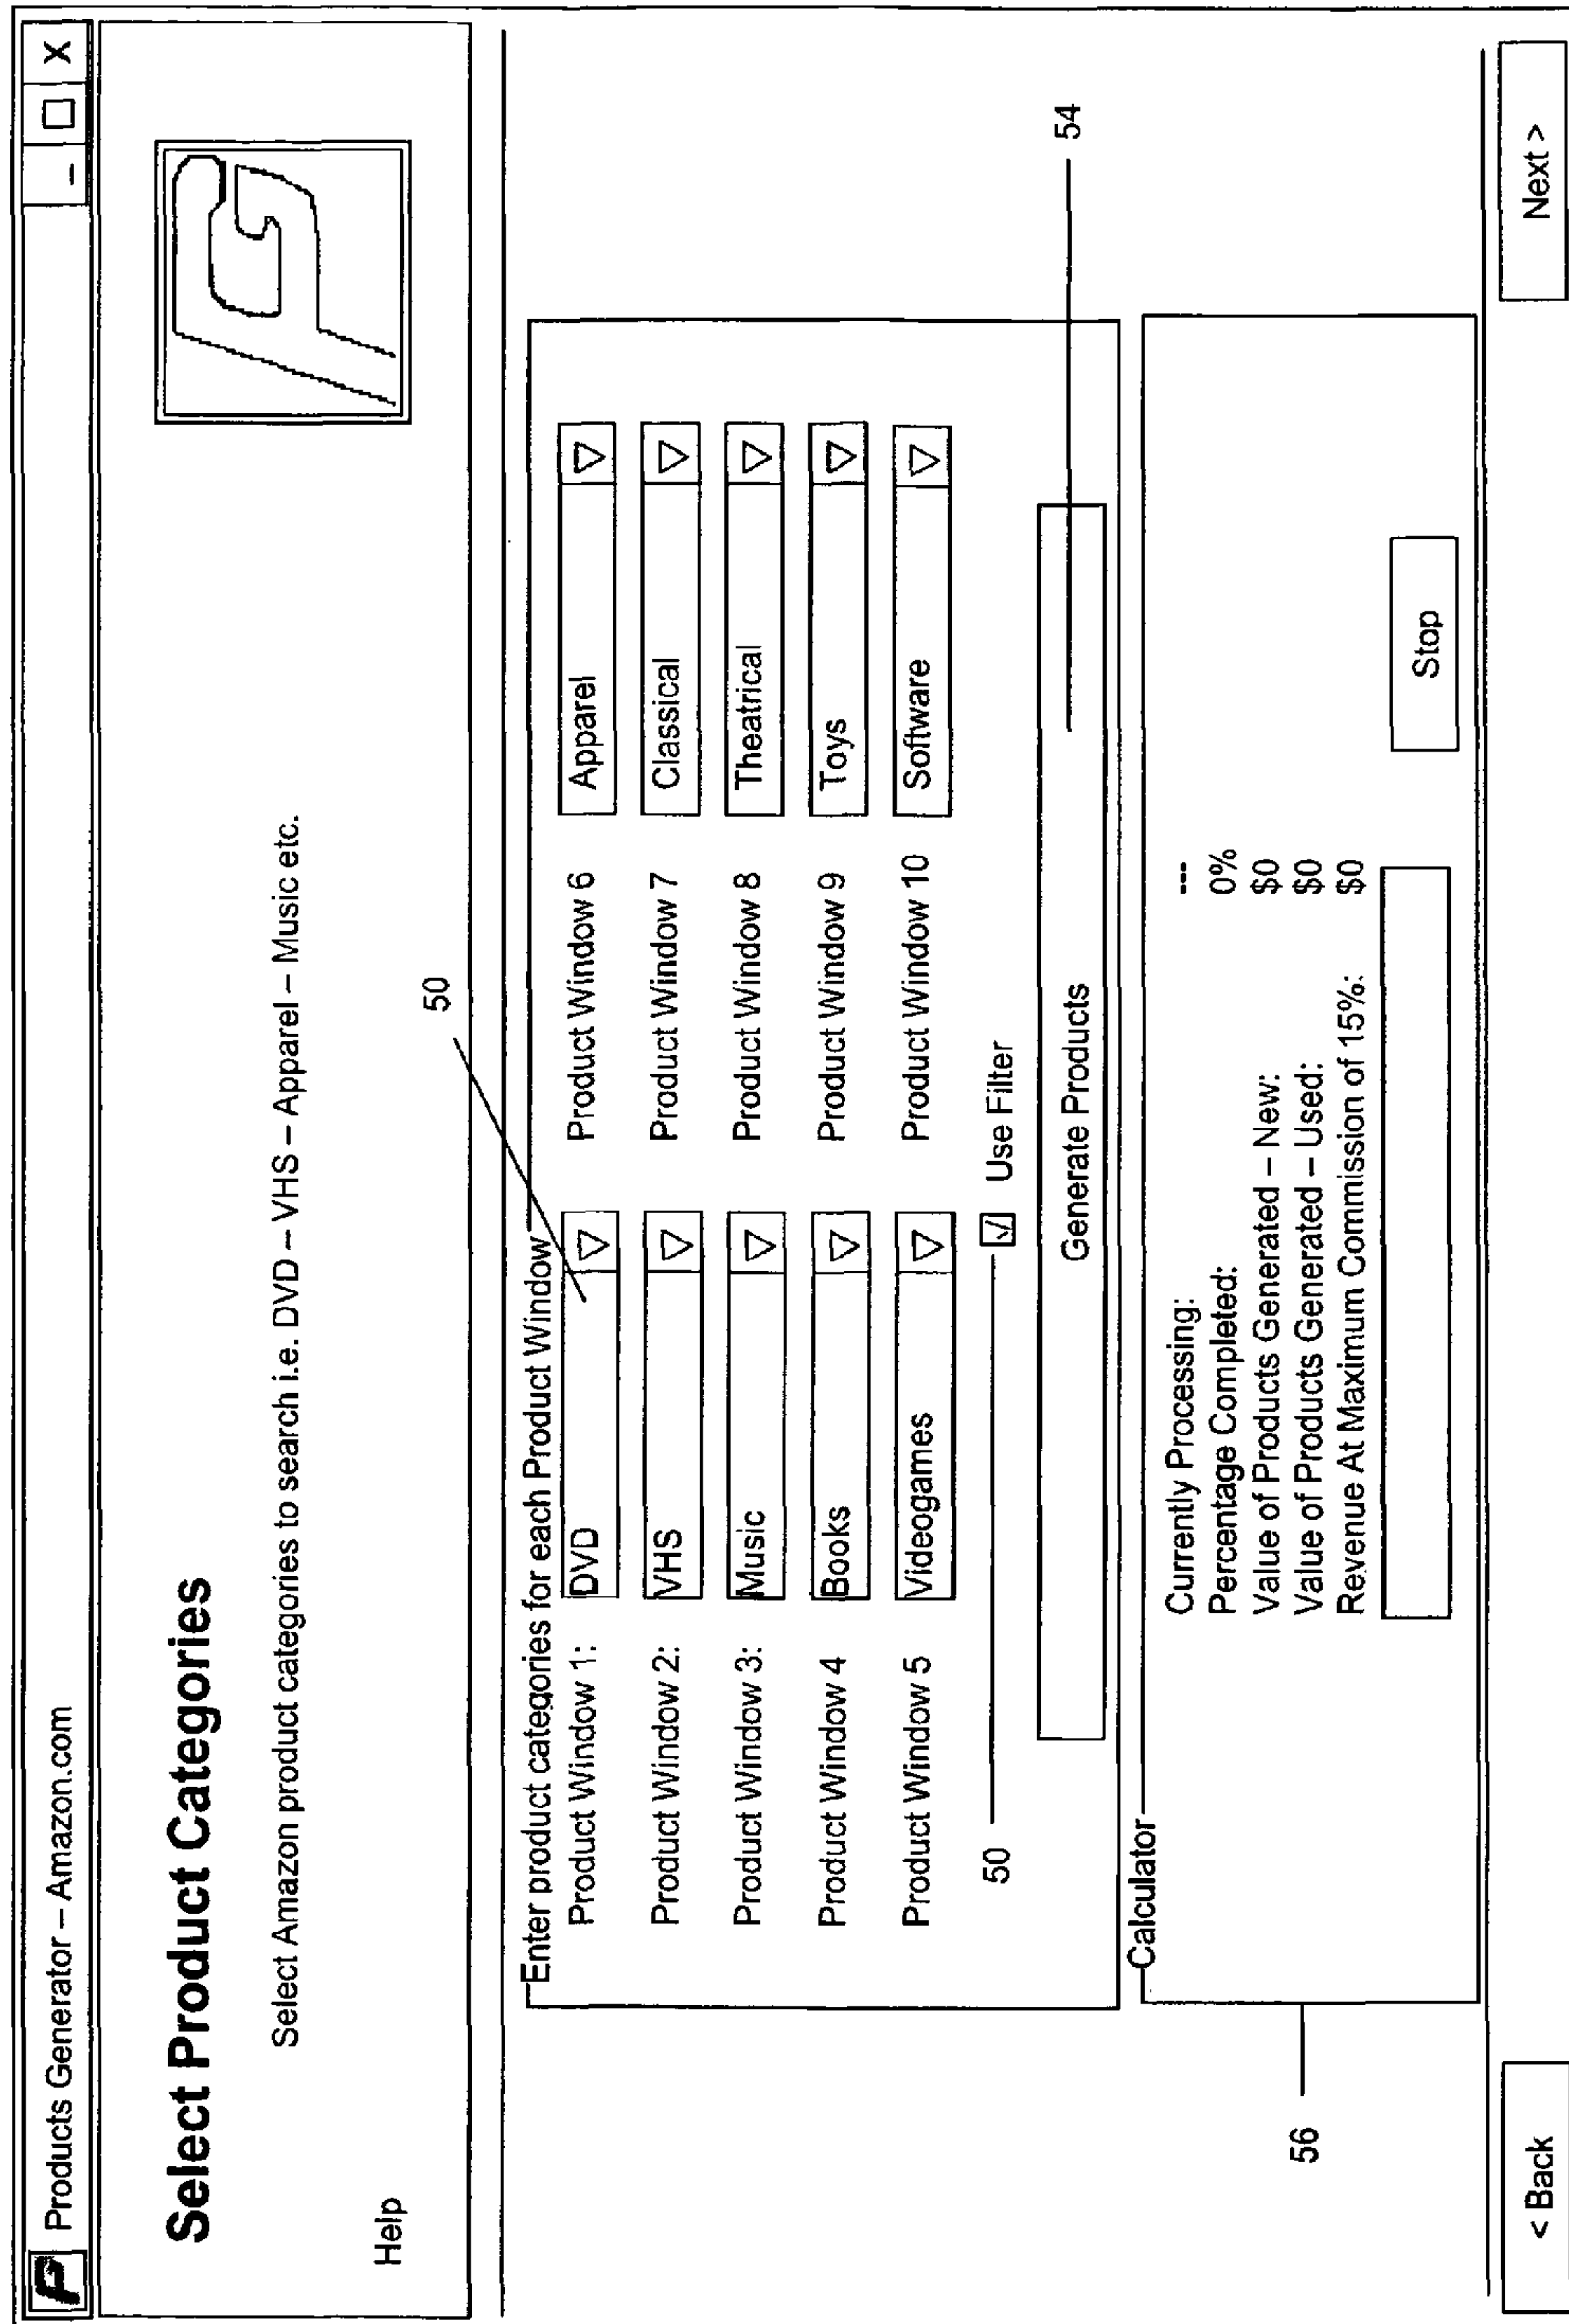 Products Generator – Amazon.com
_ X
Select Product Categories
Select Amazon product categories to search i.e. DVD – VHS – Apparel – Music etc.
Help
50
Enter product categories for each Product Window
Product Window 1: DVD Product Window 6 Apparel
Product Window 2: VHS Product Window 7 Classical
Product Window 3: Music Product Window 8 Theatrical
Product Window 4 Books Product Window 9 Toys
Product Window 5 Videogames Product Window 10 Software
50 Use Filter
Generate Products 54
Calculator
Currently Processing: ---
Percentage Completed: 0%
Value of Products Generated – New: $0
56 Value of Products Generated – Used: $0
Revenue At Maximum Commission of 15%: $0
Stop
< Back Next >